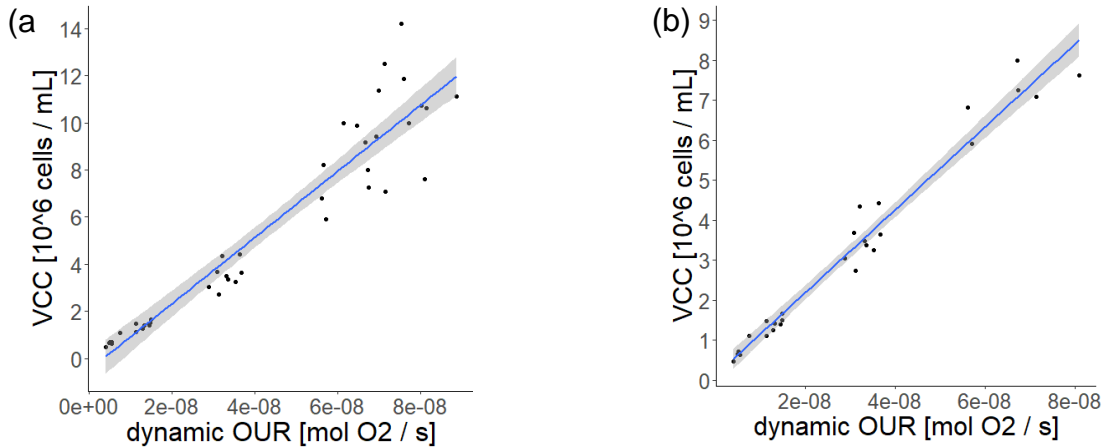 (a
VCC [10^6 cells / mL]
14
12
10
8
6
4
2
0
0e+00 2e-08 4e-08 6e-08 8e-08
dynamic OUR [mol O2 / s]
(b)
VCC [10^6 cells / mL]
9
8
7
6
5
4
3
2
1
0
2e-08 4e-08 6e-08 8e-08
dynamic OUR [mol O2 / s]